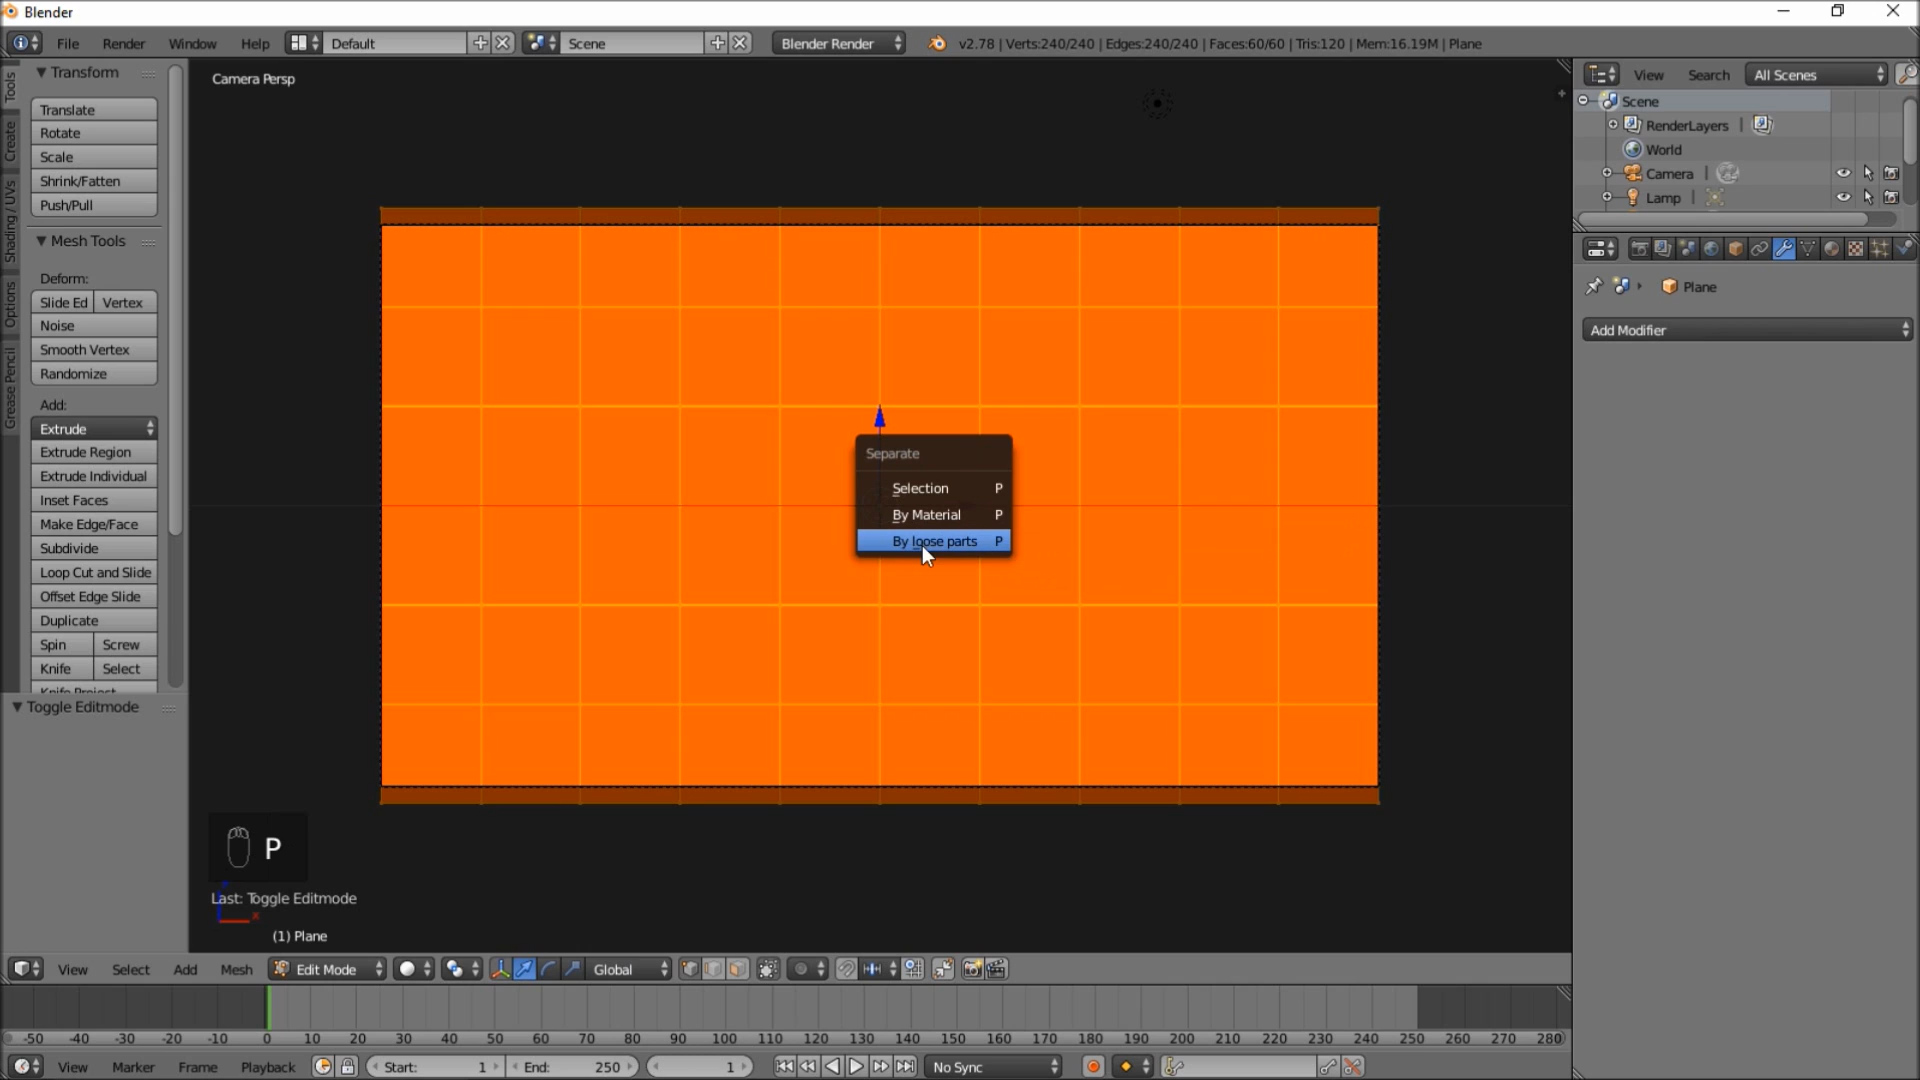 Blender
File Render Window Help Default Scene Blender Render v2.78 | Verts:240/240 | Edges:240/240 | Faces:60/60 | Tris:120 | Mem:16.19M | Plane
Tools
Create
Shading / UVs
Options
Grease Pencil
Transform
Translate
Rotate
Scale
Shrink/Fatten
Push/Pull
Mesh Tools
Deform:
Slide Ed Vertex
Noise
Smooth Vertex
Randomize
Add:
Extrude
Extrude Region
Extrude Individual
Inset Faces
Make Edge/Face
Subdivide
Loop Cut and Slide
Offset Edge Slide
Duplicate
Spin Screw
Knife Select
Knife Project
Toggle Editmode
Camera Persp
Separate
Selection P
By Material P
By loose parts P
P
Last: Toggle Editmode
x
(1) Plane
View Search All Scenes
Scene
RenderLayers |
World
Camera |
Lamp |
Plane
Add Modifier
View Select Add Mesh Edit Mode Global
-50 -40 -30 -20 -10 0 10 20 30 40 50 60 70 80 90 100 110 120 130 140 150 160 170 180 190 200 210 220 230 240 250 260 270 280
View Marker Frame Playback Start: 1 End: 250 1 No Sync